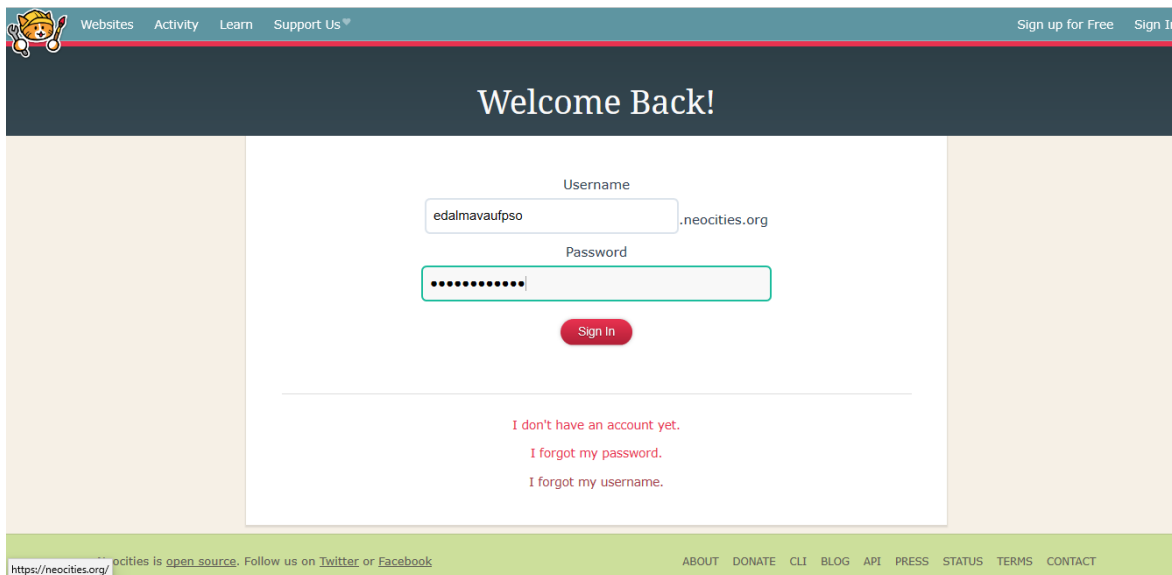 Websites Activity Learn Support Us♥ Sign up for Free Sign In
Welcome Back!
Username
edalmavaufpso .neocities.org
Password
••••••••••••
Sign In
I don't have an account yet.
I forgot my password.
I forgot my username.
ocities is open source. Follow us on Twitter or Facebook ABOUT DONATE CLI BLOG API PRESS STATUS TERMS CONTACT
https://neocities.org/